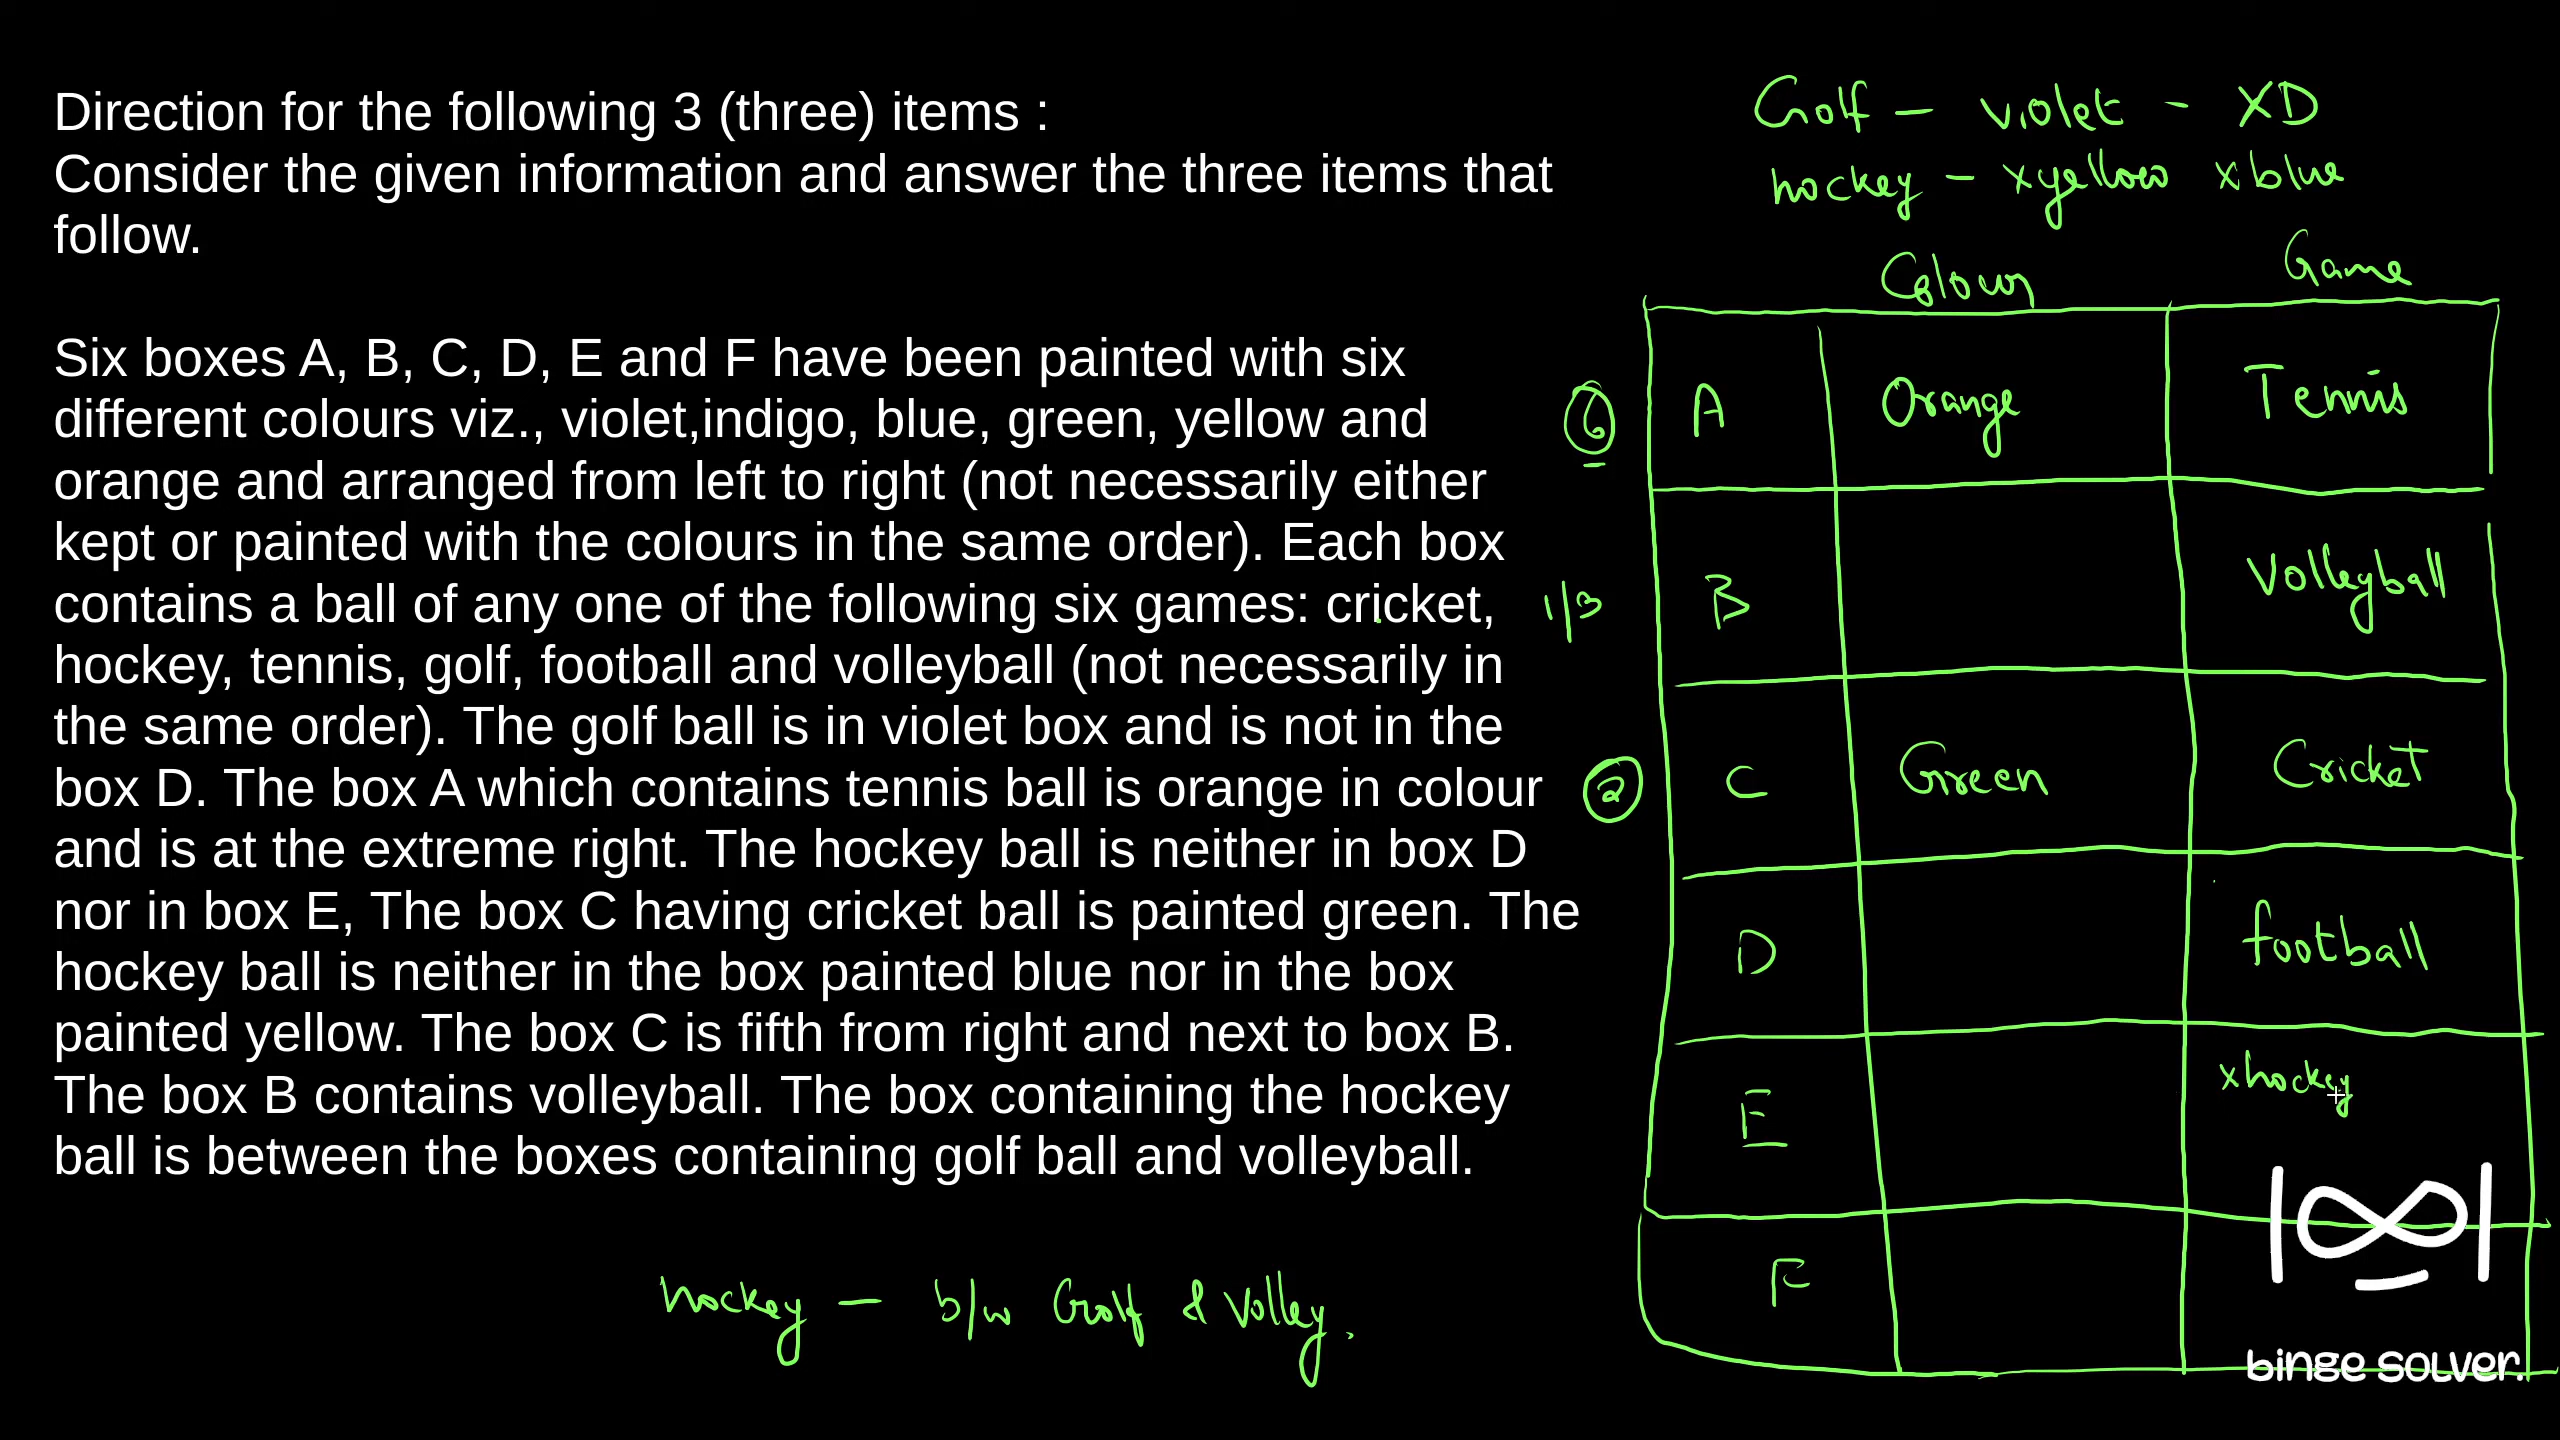 Direction for the following 3 (three) items :
Consider the given information and answer the three items that
follow.
Six boxes A, B, C, D, E and F have been painted with six
different colours viz., violet,indigo, blue, green, yellow and
orange and arranged from left to right (not necessarily either
kept or painted with the colours in the same order). Each box
contains a ball of any one of the following six games: cricket,
hockey, tennis, golf, football and volleyball (not necessarily in
the same order). The golf ball is in violet box and is not in the
box D. The box A which contains tennis ball is orange in colour
and is at the extreme right. The hockey ball is neither in box D
nor in box E, The box C having cricket ball is painted green. The
hockey ball is neither in the box painted blue nor in the box
painted yellow. The box C is fifth from right and next to box B.
The box B contains volleyball. The box containing the hockey
ball is between the boxes containing golf ball and volleyball.
hockey - b/w Golf & Volley.
Golf - violet - XD
hockey - xyellow xblue
Colour Game
6 A Orange Tennis
1/3 B Volleyball
2 C Green Cricket
D football
E xhockey
F
binge solver.